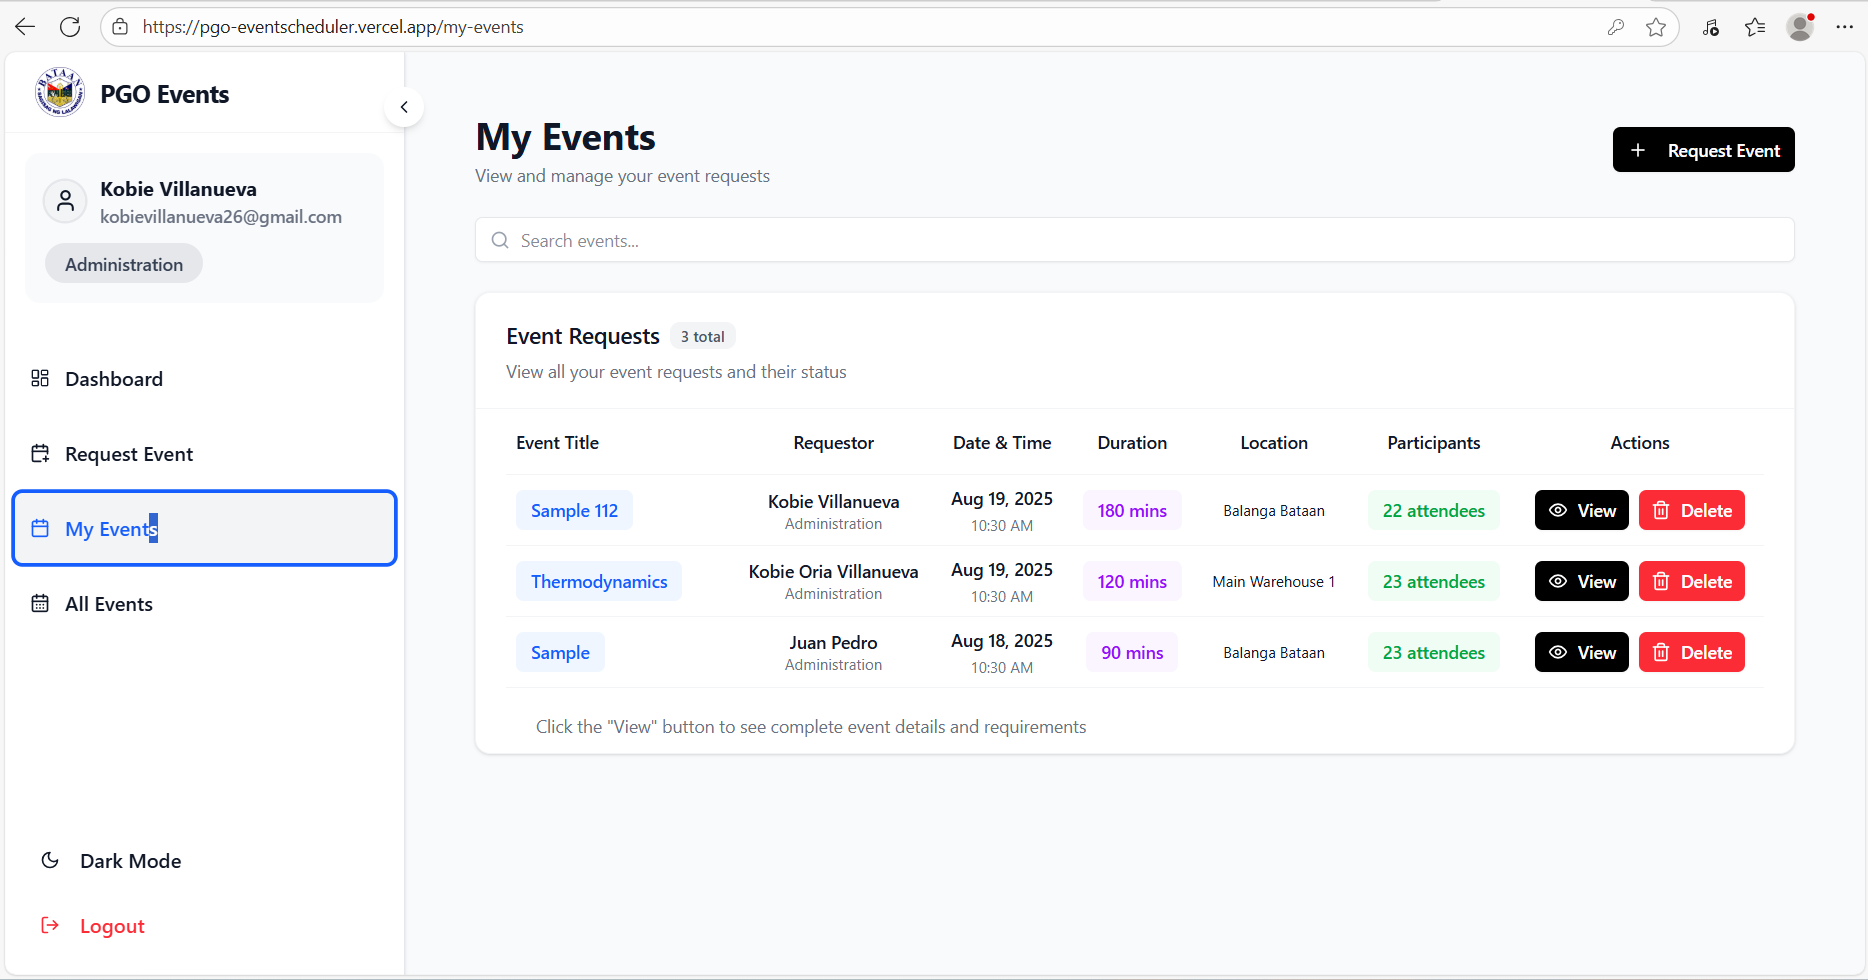 https://pgo-eventscheduler.vercel.app/my-events
BATAAN
PGO Events
Kobie Villanueva
kobievillanueva26@gmail.com
Administration
Dashboard
Request Event
My Events
All Events
Dark Mode
Logout
My Events
View and manage your event requests
Request Event
Search events...
Event Requests 3 total
View all your event requests and their status
Event Title Requestor Date & Time Duration Location Participants Actions
Sample 112 Kobie Villanueva Administration Aug 19, 2025 10:30 AM 180 mins Balanga Bataan 22 attendees View Delete
Thermodynamics Kobie Oria Villanueva Administration Aug 19, 2025 10:30 AM 120 mins Main Warehouse 1 23 attendees View Delete
Sample Juan Pedro Administration Aug 18, 2025 10:30 AM 90 mins Balanga Bataan 23 attendees View Delete
Click the "View" button to see complete event details and requirements